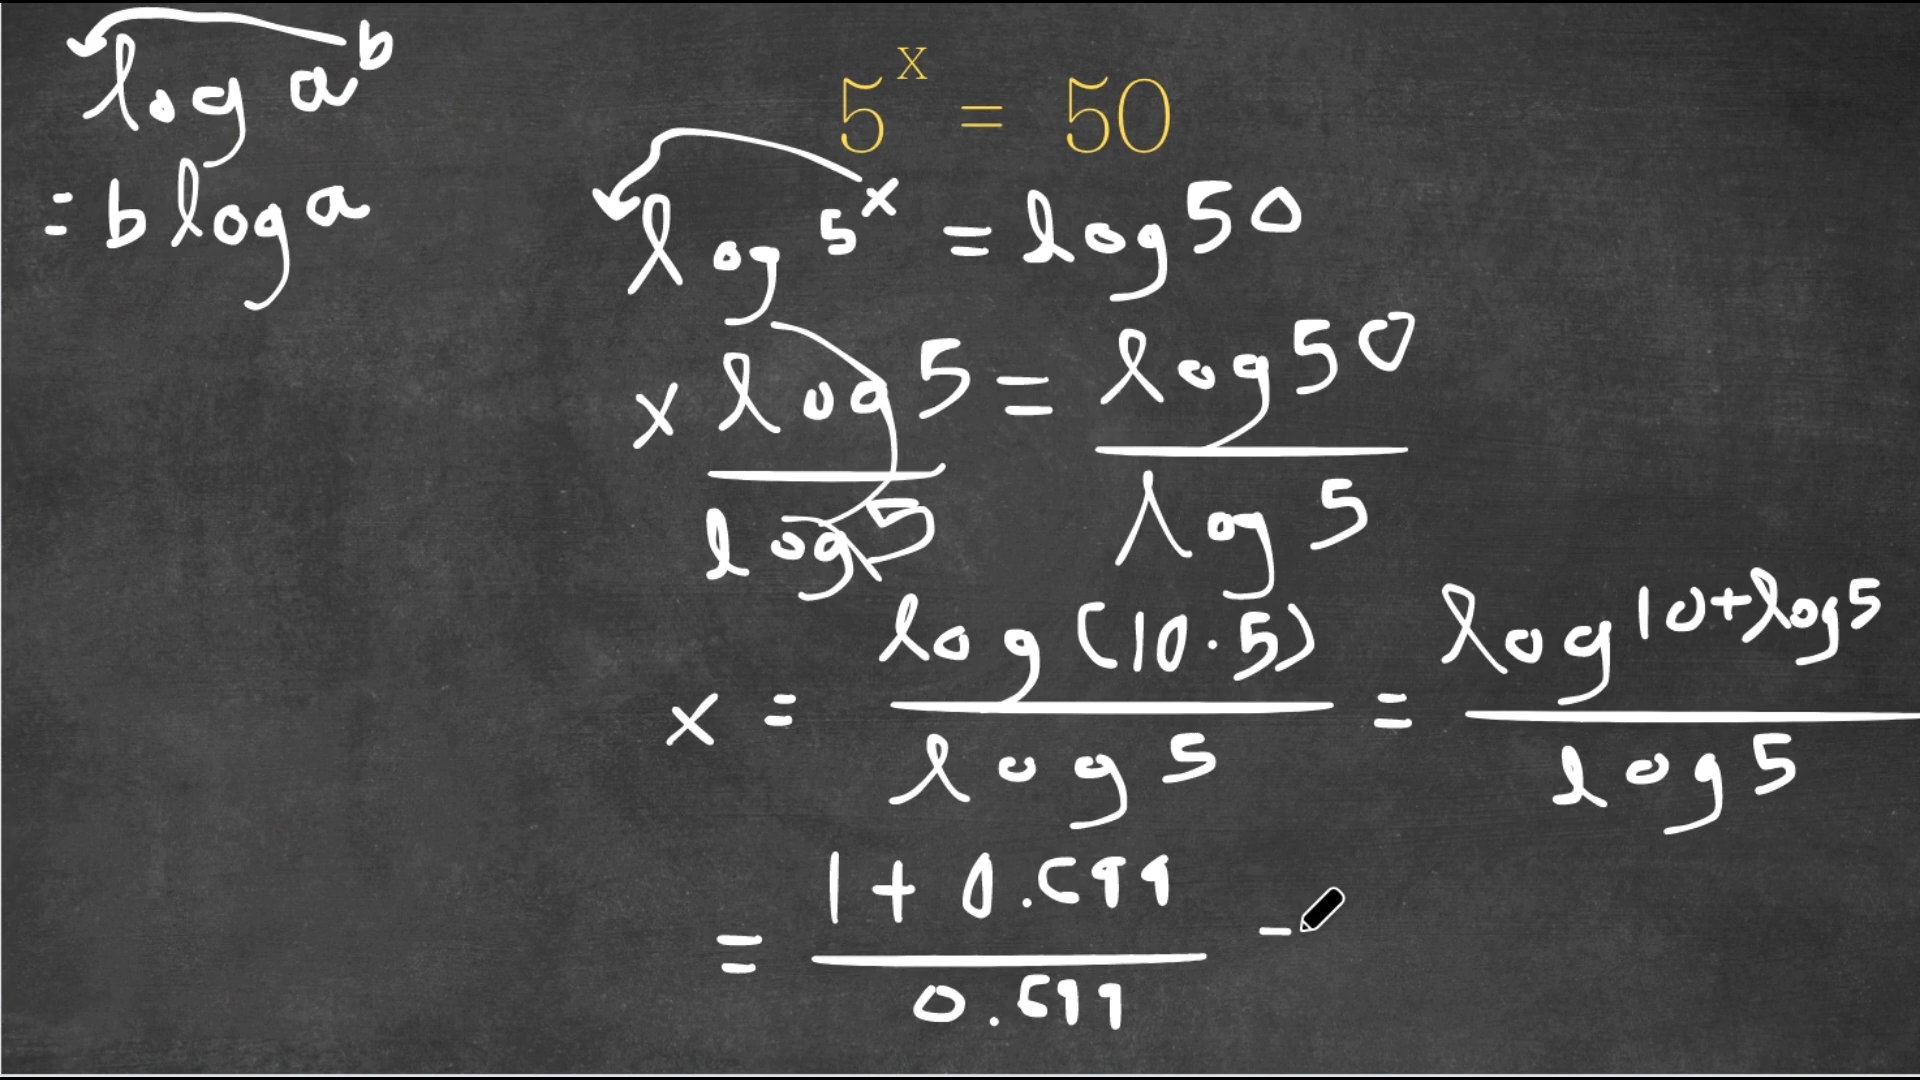 log a^b
= b log a
5^x = 50
log 5^x = log 50
x log 5 / log 5 = log 50 / log 5
x = log (10·5) / log 5 = log 10 + log 5 / log 5
= 1 + 0.699 / 0.699 -